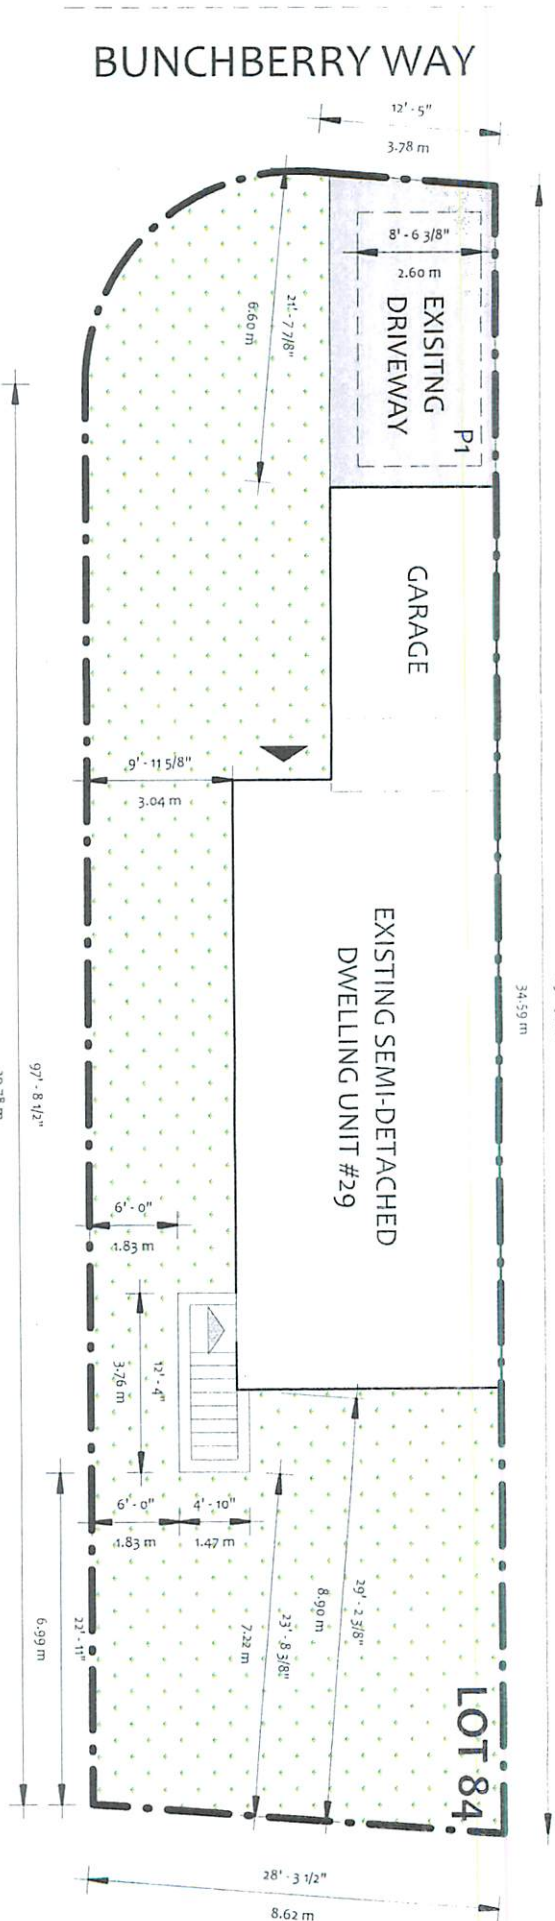 BUNCHBERRY WAY
12' - 5"
3.78 m
8' - 6 3/8"
2.60 m
EXISITNG
DRIVEWAY
P1
21' - 7 7/8"
6.60 m
GARAGE
9' - 11 5/8"
3.04 m
EXISTING SEMI-DETACHED
DWELLING UNIT #29
34.59 m
97' - 8 1/2"
6' - 0"
1.83 m
12' - 4"
3.76 m
6' - 0"
1.83 m
4' - 10"
1.47 m
29' - 2 3/8"
8.90 m
23' - 8 3/8"
7.22 m
22' - 11"
6.99 m
LOT 84
28' - 3 1/2"
8.62 m